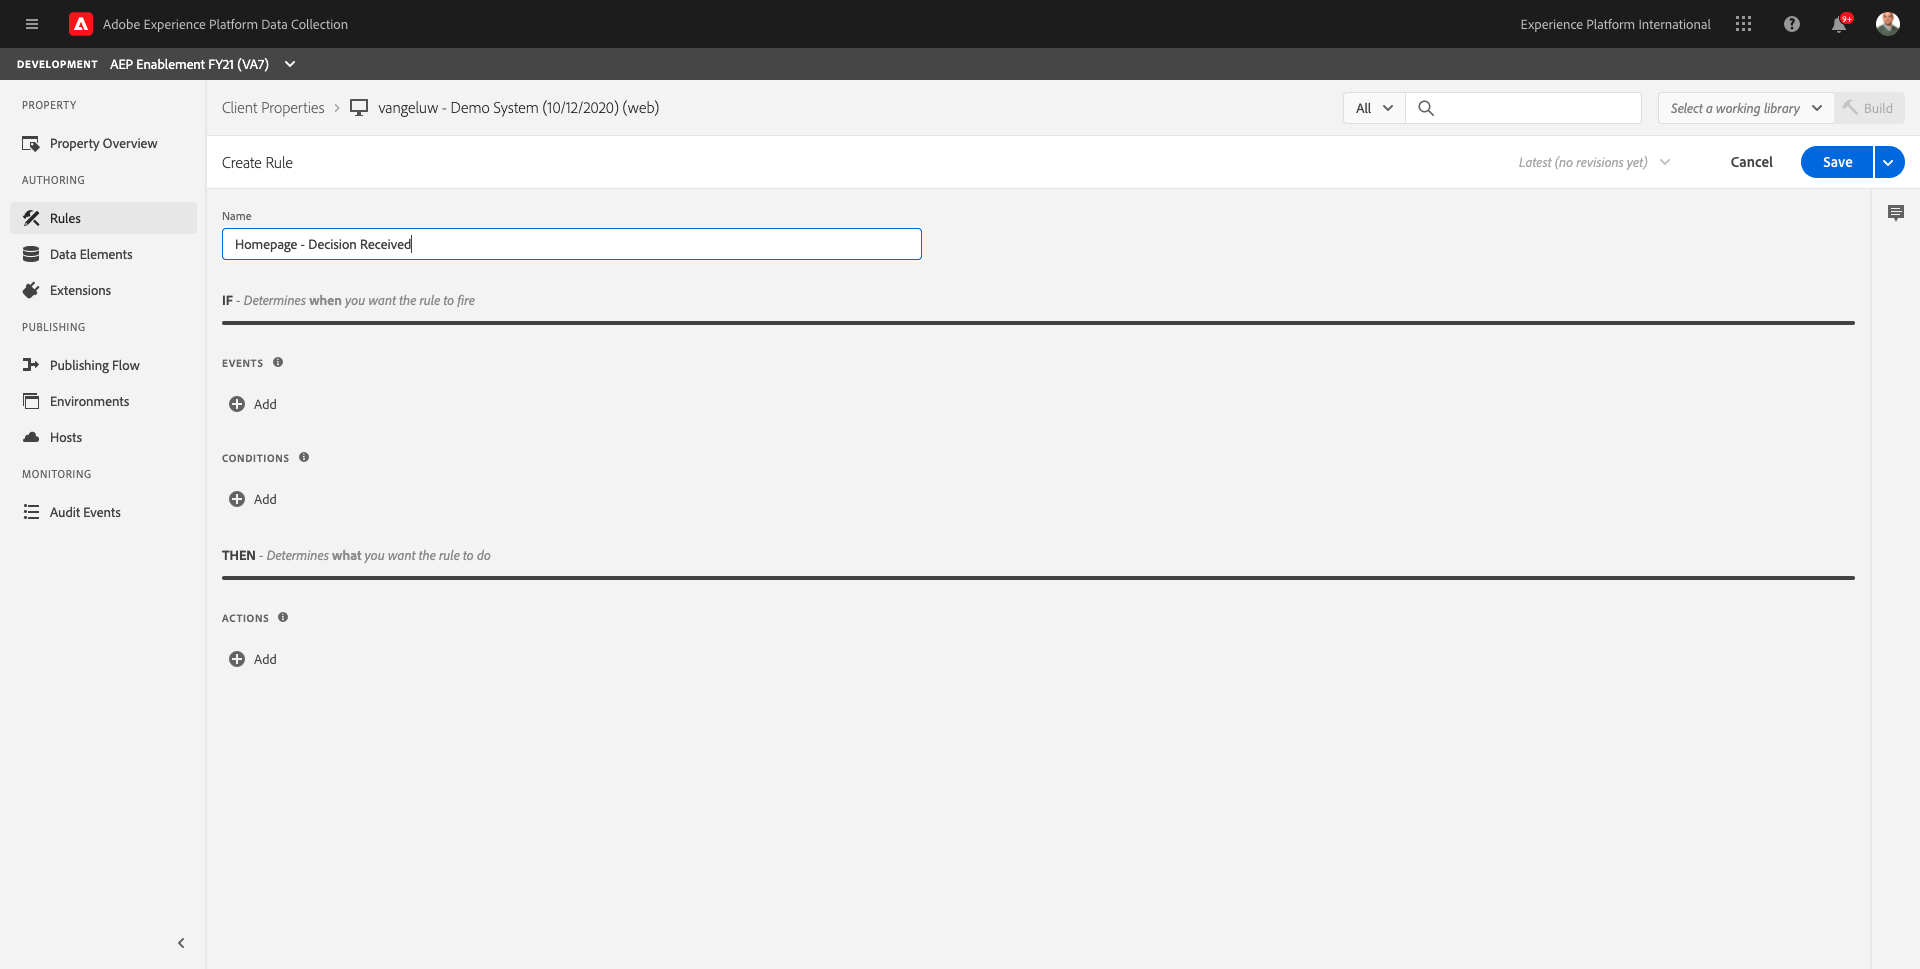 Adobe Experience Platform Data Collection
Experience Platform International
9+
DEVELOPMENT AEP Enablement FY21 (VA7)
PROPERTY
Property Overview
AUTHORING
Rules
Data Elements
Extensions
PUBLISHING
Publishing Flow
Environments
Hosts
MONITORING
Audit Events
Client Properties > vangeluw - Demo System (10/12/2020) (web)
All
Select a working library
Build
Create Rule
Latest (no revisions yet)
Cancel
Save
Name
Homepage - Decision Received
IF - Determines when you want the rule to fire
EVENTS
Add
CONDITIONS
Add
THEN - Determines what you want the rule to do
ACTIONS
Add